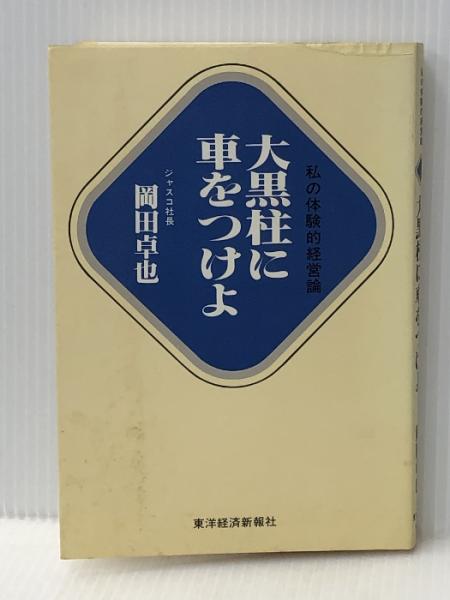 私の体験的経営論
大黒柱に
車をつけよ
ジャスコ社長
岡田卓也
東洋経済新報社